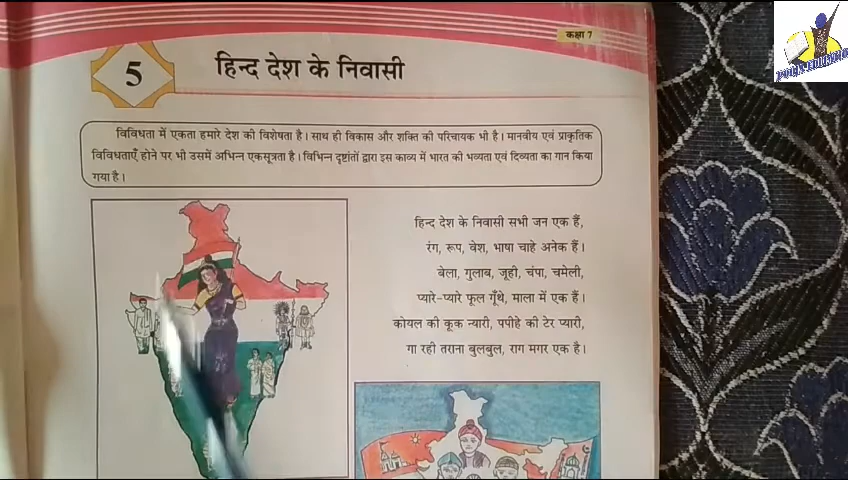 कक्षा 7
5
हिन्द देश के निवासी
विविधता में एकता हमारे देश की विशेषता है। साथ ही विकास और शक्ति की परिचायक भी है। मानवीय एवं प्राकृतिक
विविधताएँ होने पर भी उसमें अभिन्न एकसूत्रता है। विभिन्न दृष्टांतों द्वारा इस काव्य में भारत की भव्यता एवं दिव्यता का गान किया
गया है।
हिन्द देश के निवासी सभी जन एक हैं,
रंग, रूप, वेश, भाषा चाहे अनेक हैं।
बेला, गुलाब, जूही, चंपा, चमेली,
प्यारे-प्यारे फूल गूँथे, माला में एक हैं।
कोयल की कूक न्यारी, पपीहे की टेर प्यारी,
गा रही तराना बुलबुल, राग मगर एक है।